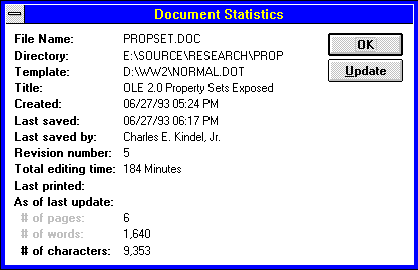 Document Statistics
File Name: PROPSET.DOC
OK
Directory: E:\SOURCE\RESEARCH\PROP
Template: D:\WW2\NORMAL.DOT
Update
Title: OLE 2.0 Property Sets Exposed
Created: 06/27/93 05:24 PM
Last saved: 06/27/93 06:17 PM
Last saved by: Charles E. Kindel, Jr.
Revision number: 5
Total editing time: 184 Minutes
Last printed:
As of last update:
# of pages: 6
# of words: 1,640
# of characters: 9,353